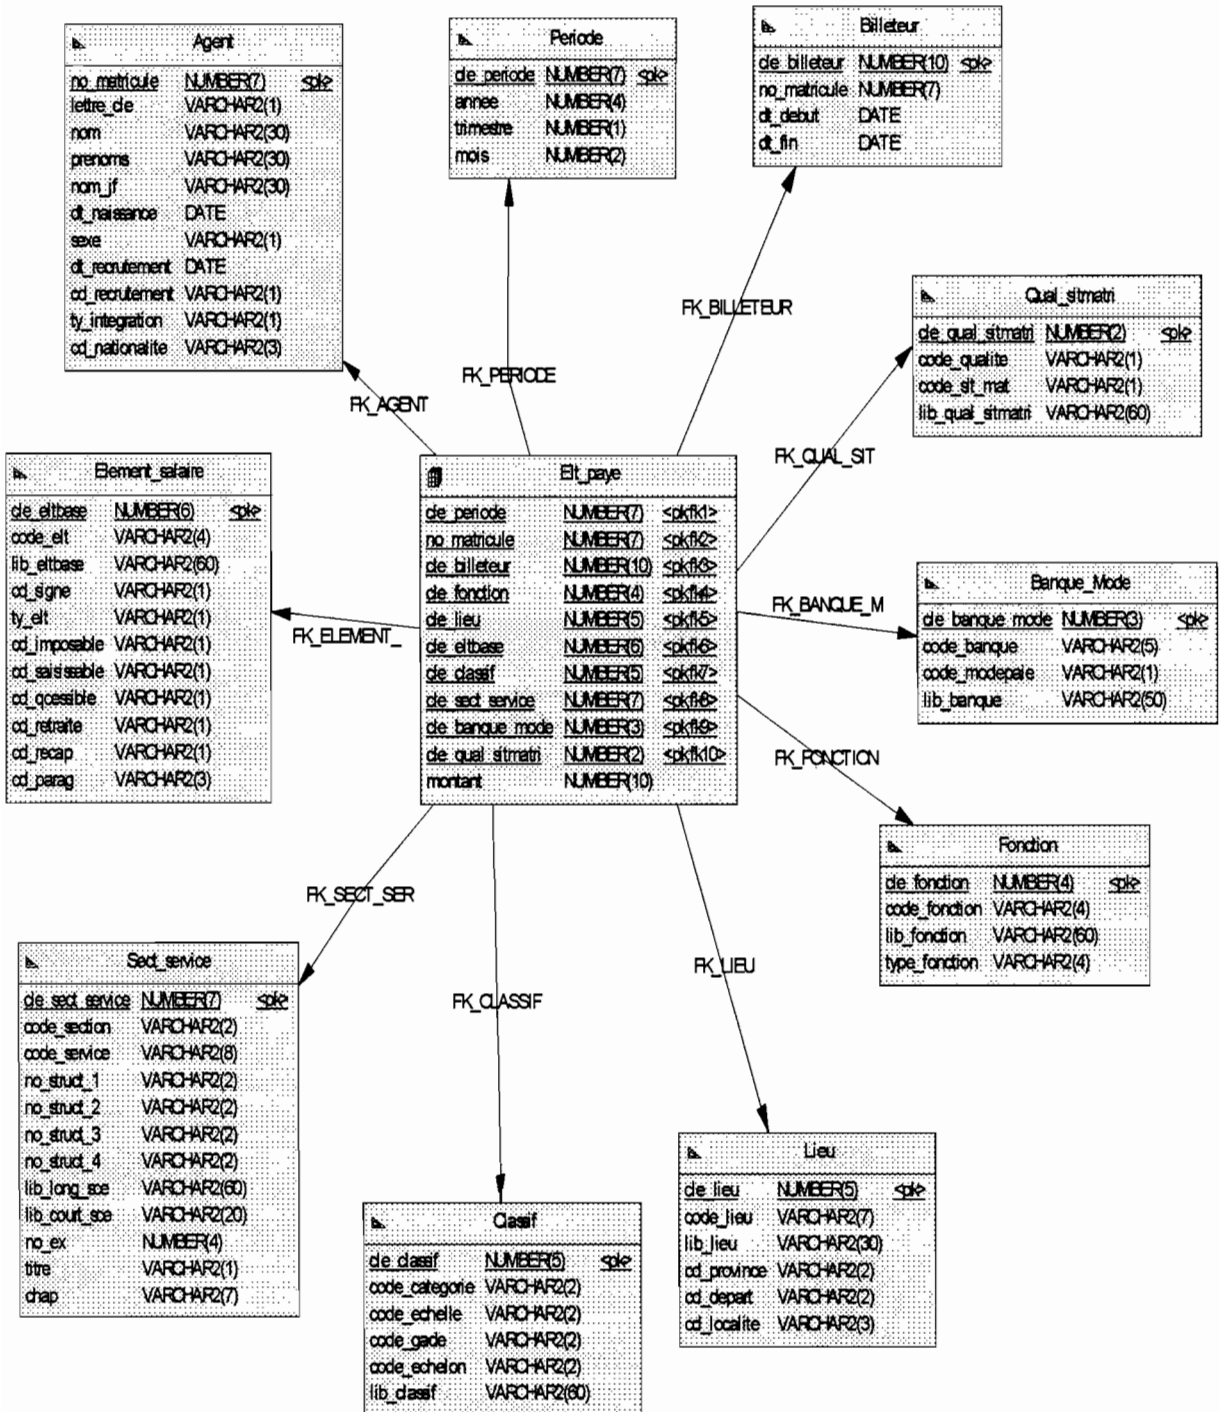 Agent
no_matricule NUMBER(7) <pk>
lettre_cle VARCHAR2(1)
nom VARCHAR2(30)
prenoms VARCHAR2(30)
nom_jf VARCHAR2(30)
dt_naissance DATE
sexe VARCHAR2(1)
dt_recrutement DATE
cd_recrutement VARCHAR2(1)
ty_integration VARCHAR2(1)
cd_nationalite VARCHAR2(3)
Periode
cle_periode NUMBER(7) <pk>
annee NUMBER(4)
trimestre NUMBER(1)
mois NUMBER(2)
Billeteur
cle_billeteur NUMBER(10) <pk>
no_matricule NUMBER(7)
dt_debut DATE
dt_fin DATE
FK_BILLETEUR
FK_PERIODE
FK_AGENT
Qual_sitmatri
cle_qual_sitmatri NUMBER(2) <pk>
code_qualite VARCHAR2(1)
code_sit_mat VARCHAR2(1)
lib_qual_sitmatri VARCHAR2(60)
FK_QUAL_SIT
Element_salaire
cle_eltbase NUMBER(6) <pk>
code_elt VARCHAR2(4)
lib_eltbase VARCHAR2(60)
cd_signe VARCHAR2(1)
ty_elt VARCHAR2(1)
cd_imposable VARCHAR2(1)
cd_saisissable VARCHAR2(1)
cd_qcessible VARCHAR2(1)
cd_retraite VARCHAR2(1)
cd_recap VARCHAR2(1)
cd_parag VARCHAR2(3)
FK_ELEMENT_
Elt_paye
cle_periode NUMBER(7) <pkfk1>
no_matricule NUMBER(7) <pkfk2>
cle_billeteur NUMBER(10) <pkfk3>
cle_fonction NUMBER(4) <pkfk4>
cle_lieu NUMBER(5) <pkfk5>
cle_eltbase NUMBER(6) <pkfk6>
cle_classif NUMBER(5) <pkfk7>
cle_sect_service NUMBER(7) <pkfk8>
cle_banque_mode NUMBER(3) <pkfk9>
cle_qual_sitmatri NUMBER(2) <pkfk10>
montant NUMBER(10)
FK_BANQUE_M
Banque_Mode
cle_banque_mode NUMBER(3) <pk>
code_banque VARCHAR2(5)
code_modepaie VARCHAR2(1)
lib_banque VARCHAR2(50)
FK_FONCTION
Fonction
cle_fonction NUMBER(4) <pk>
code_fonction VARCHAR2(4)
lib_fonction VARCHAR2(60)
type_fonction VARCHAR2(4)
FK_SECT_SER
FK_CLASSIF
FK_LIEU
Sect_service
cle_sect_service NUMBER(7) <pk>
code_section VARCHAR2(2)
code_service VARCHAR2(8)
no_struct_1 VARCHAR2(2)
no_struct_2 VARCHAR2(2)
no_struct_3 VARCHAR2(2)
no_struct_4 VARCHAR2(2)
lib_long_sce VARCHAR2(60)
lib_court_sce VARCHAR2(20)
no_ex NUMBER(4)
titre VARCHAR2(1)
chap VARCHAR2(7)
Classif
cle_classif NUMBER(5) <pk>
code_categorie VARCHAR2(2)
code_echelle VARCHAR2(2)
code_gade VARCHAR2(2)
code_echelon VARCHAR2(2)
lib_classif VARCHAR2(60)
Lieu
cle_lieu NUMBER(5) <pk>
code_lieu VARCHAR2(7)
lib_lieu VARCHAR2(30)
cd_province VARCHAR2(2)
cd_depart VARCHAR2(2)
cd_localite VARCHAR2(3)